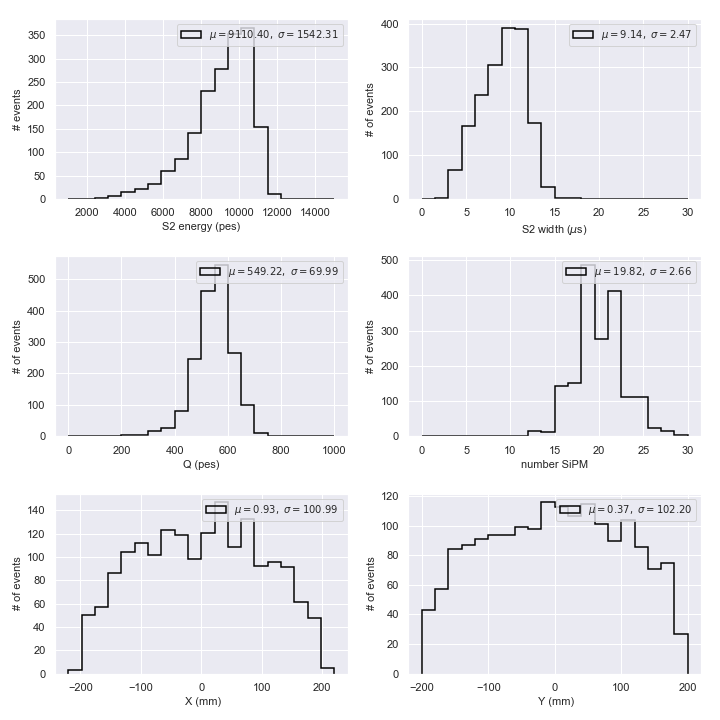 μ = 9110.40, σ = 1542.31
# events
350
300
250
200
150
100
50
0
2000 4000 6000 8000 10000 12000 14000
S2 energy (pes)
μ = 9.14, σ = 2.47
# of events
400
300
200
100
0
0 5 10 15 20 25 30
S2 width (μs)
μ = 549.22, σ = 69.99
# of events
500
400
300
200
100
0
0 200 400 600 800 1000
Q (pes)
μ = 19.82, σ = 2.66
# of events
500
400
300
200
100
0
0 5 10 15 20 25 30
number SiPM
μ = 0.93, σ = 100.99
# of events
140
120
100
80
60
40
20
0
−200 −100 0 100 200
X (mm)
μ = 0.37, σ = 102.20
# of events
120
100
80
60
40
20
0
−200 −100 0 100 200
Y (mm)